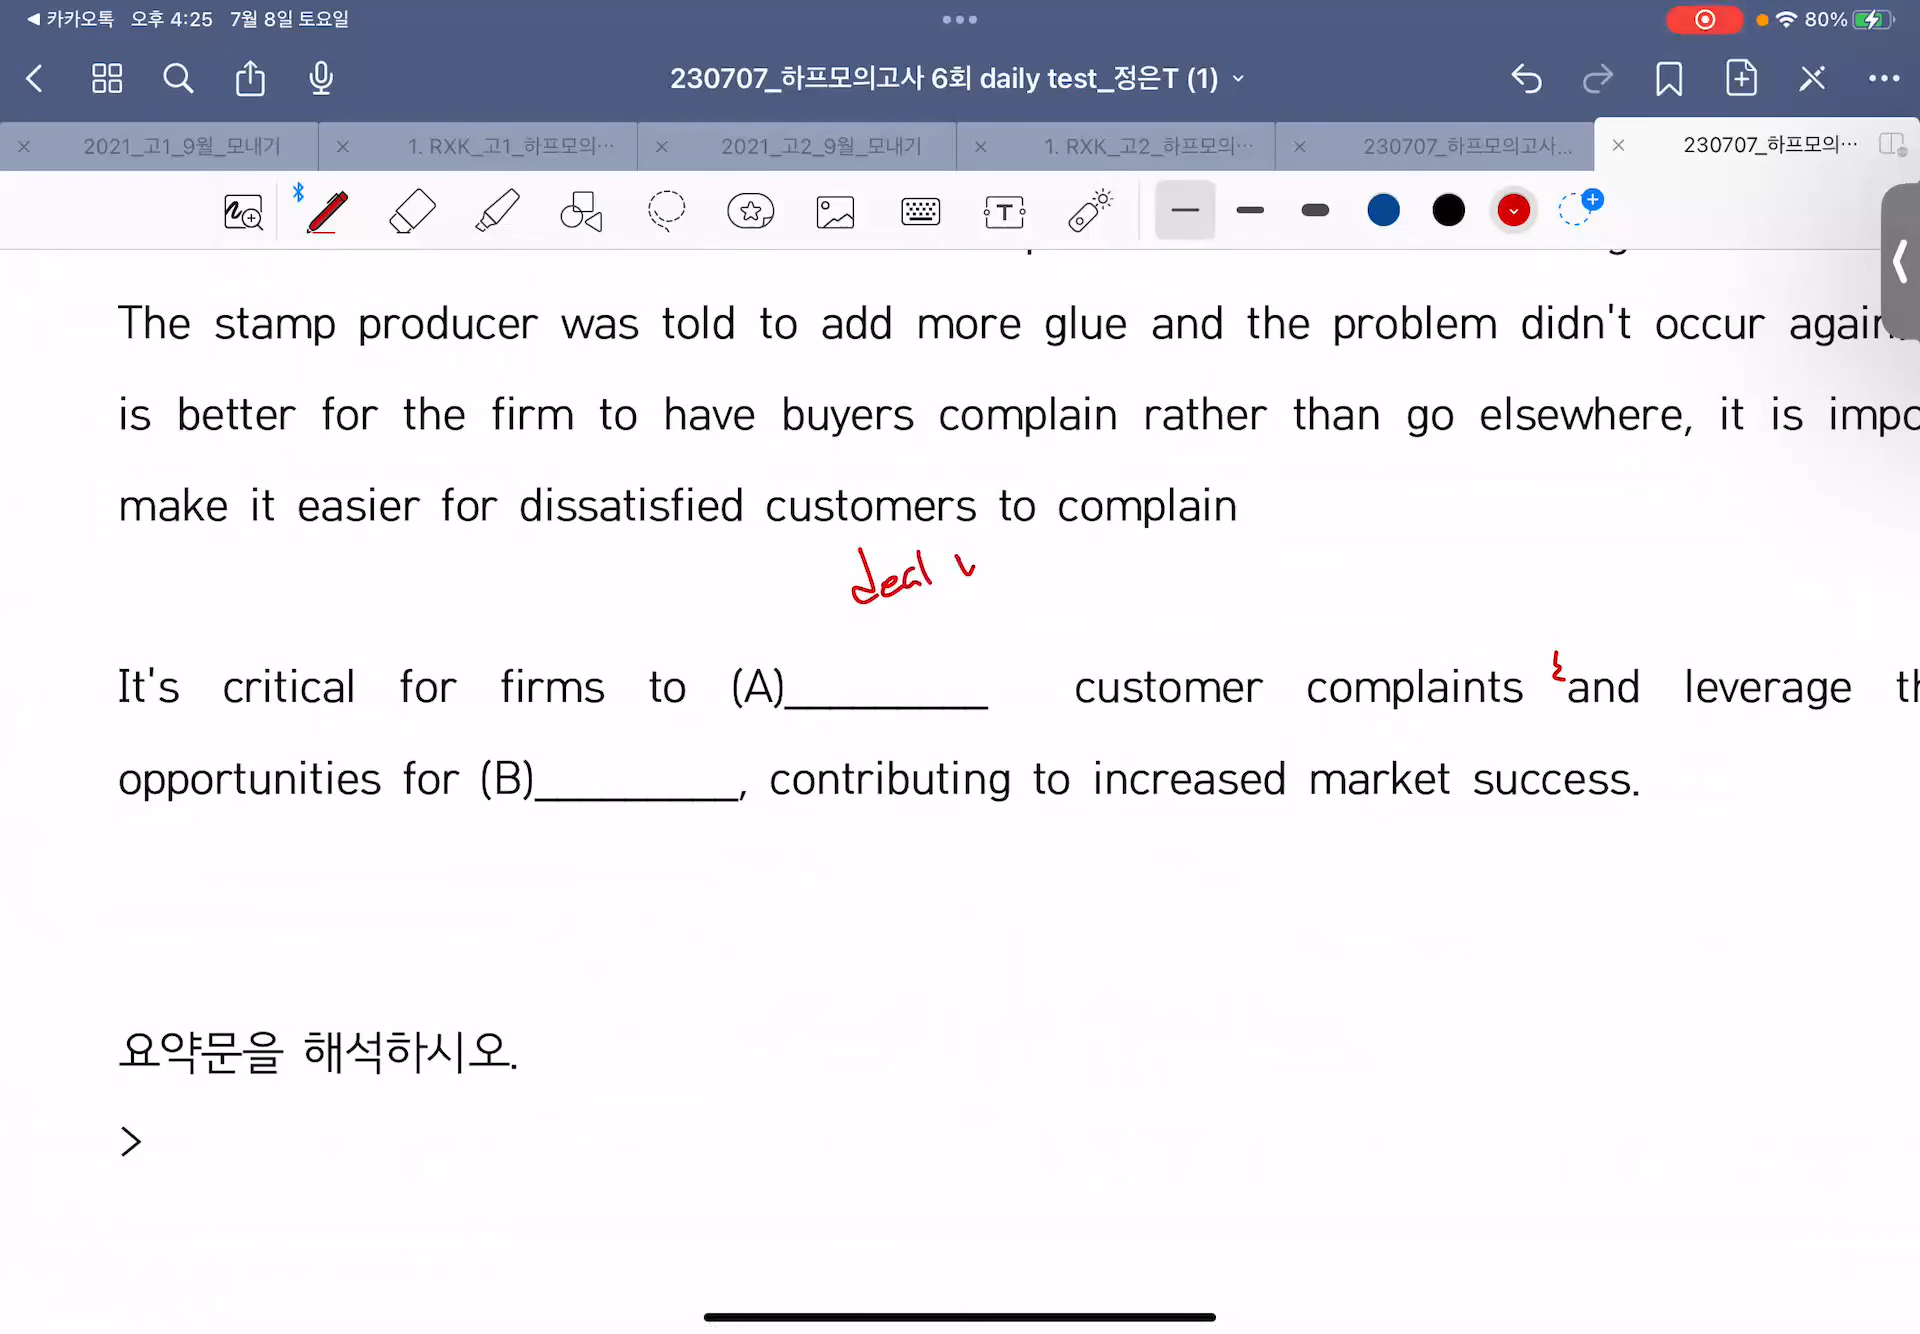 ◀ 카카오톡 오후 4:25 7월 8일 토요일 80%
230707_하프모의고사 6회 daily test_정은T (1)
2021_고1_9월_모내기 1. RXK_고1_하프모의… 2021_고2_9월_모내기 1. RXK_고2_하프모의… 230707_하프모의고사... 230707_하프모의…
The stamp producer was told to add more glue and the problem didn't occur again
is better for the firm to have buyers complain rather than go elsewhere, it is impo
make it easier for dissatisfied customers to complain
deal
It's critical for firms to (A)_________ customer complaints and leverage th
opportunities for (B)_________, contributing to increased market success.
요약문을 해석하시오.
>